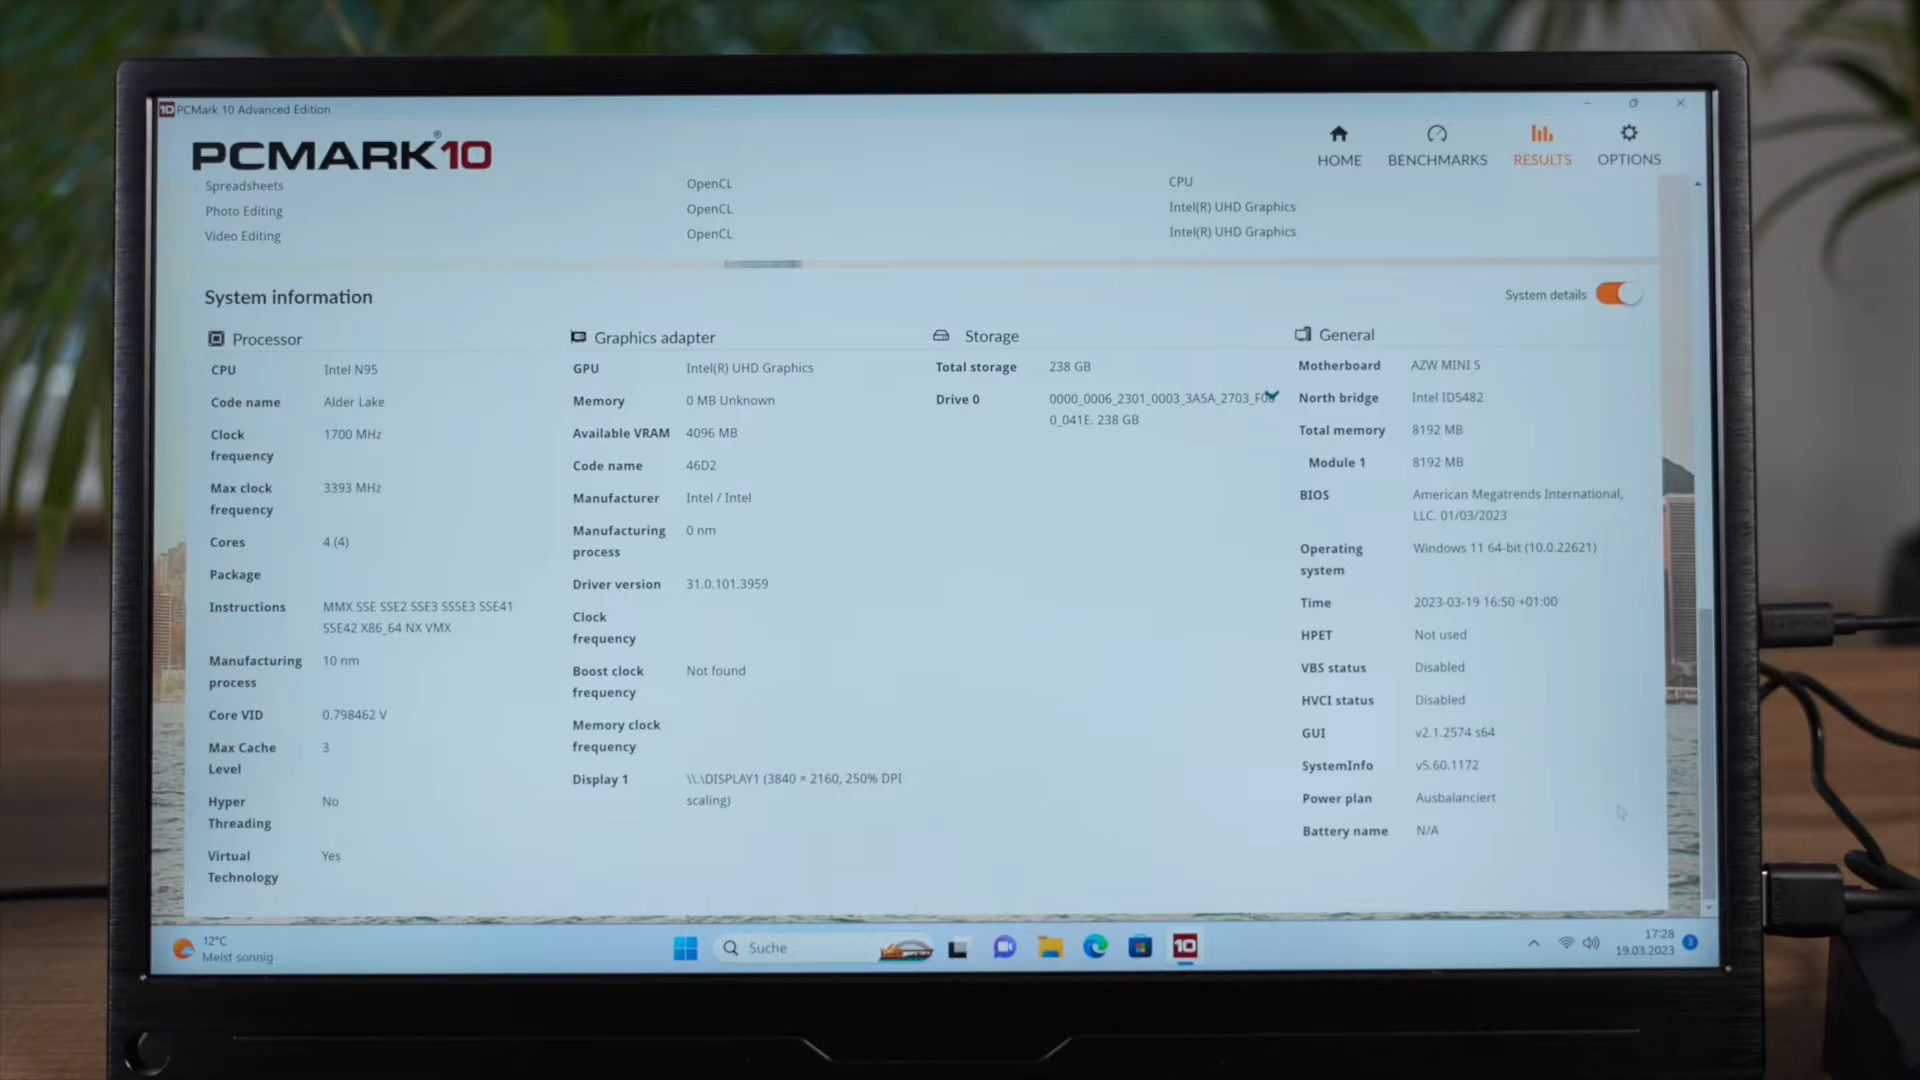 10 PCMark 10 Advanced Edition
PCMARK®10
HOME
BENCHMARKS
RESULTS
OPTIONS
Spreadsheets OpenCL CPU
Photo Editing OpenCL Intel(R) UHD Graphics
Video Editing OpenCL Intel(R) UHD Graphics
System information
System details
Processor
CPU Intel N95
Code name Alder Lake
Clock 1700 MHz
frequency
Max clock 3393 MHz
frequency
Cores 4 (4)
Package
Instructions MMX SSE SSE2 SSE3 SSSE3 SSE41
SSE42 X86_64 NX VMX
Manufacturing 10 nm
process
Core VID 0.798462 V
Max Cache 3
Level
Hyper No
Threading
Virtual Yes
Technology
Graphics adapter
GPU Intel(R) UHD Graphics
Memory 0 MB Unknown
Available VRAM 4096 MB
Code name 46D2
Manufacturer Intel / Intel
Manufacturing 0 nm
process
Driver version 31.0.101.3959
Clock
frequency
Boost clock Not found
frequency
Memory clock
frequency
Display 1 \\.\DISPLAY1 (3840 × 2160, 250% DPI
scaling)
Storage
Total storage 238 GB
Drive 0
0_041E. 238 GB
General
Motherboard AZW MINI S
North bridge Intel ID5482
Total memory 8192 MB
Module 1 8192 MB
BIOS American Megatrends International,
LLC. 01/03/2023
Operating Windows 11 64-bit (10.0.22621)
system
Time 2023-03-19 16:50 +01:00
HPET Not used
VBS status Disabled
HVCI status Disabled
GUI v2.1.2574 s64
SystemInfo v5.60.1172
Power plan Ausbalanciert
Battery name N/A
12°C
Meist sonnig
Suche
10
17:28
19.03.2023
3